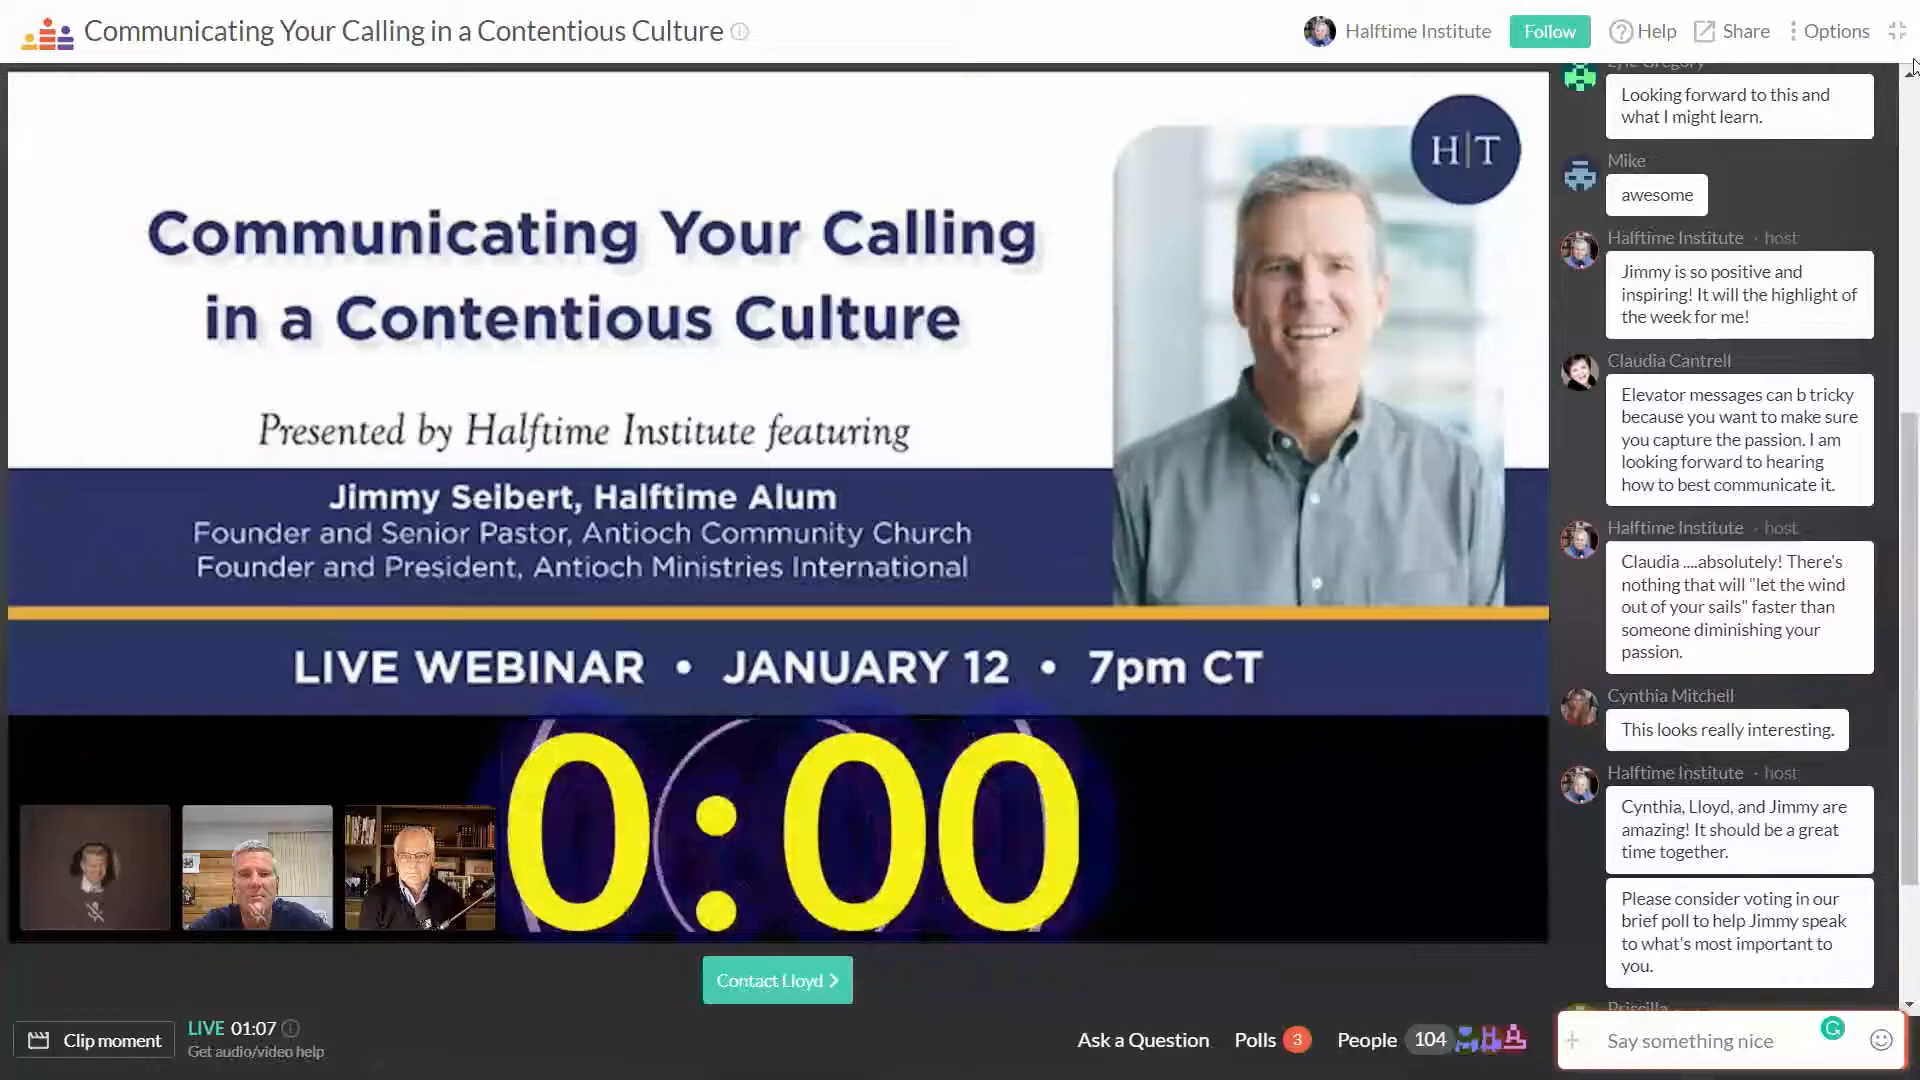 Communicating Your Calling in a Contentious Culture
Halftime Institute
Follow
Help
Share
Options
H|T
Communicating Your Calling
in a Contentious Culture
Presented by Halftime Institute featuring
Jimmy Seibert, Halftime Alum
Founder and Senior Pastor, Antioch Community Church
Founder and President, Antioch Ministries International
LIVE WEBINAR • JANUARY 12 • 7pm CT
0:00
Contact Lloyd
Clip moment
LIVE 01:07
Get audio/video help
Ask a Question
Polls 3
People 104
Gregory
Looking forward to this and
what I might learn.
Mike
awesome
Halftime Institute · host
Jimmy is so positive and
inspiring! It will the highlight of
the week for me!
Claudia Cantrell
Elevator messages can b tricky
because you want to make sure
you capture the passion. I am
looking forward to hearing
how to best communicate it.
Halftime Institute · host
Claudia ....absolutely! There's
nothing that will "let the wind
out of your sails" faster than
someone diminishing your
passion.
Cynthia Mitchell
This looks really interesting.
Halftime Institute · host
Cynthia, Lloyd, and Jimmy are
amazing! It should be a great
time together.
Please consider voting in our
brief poll to help Jimmy speak
to what's most important to
you.
Priscilla
Say something nice